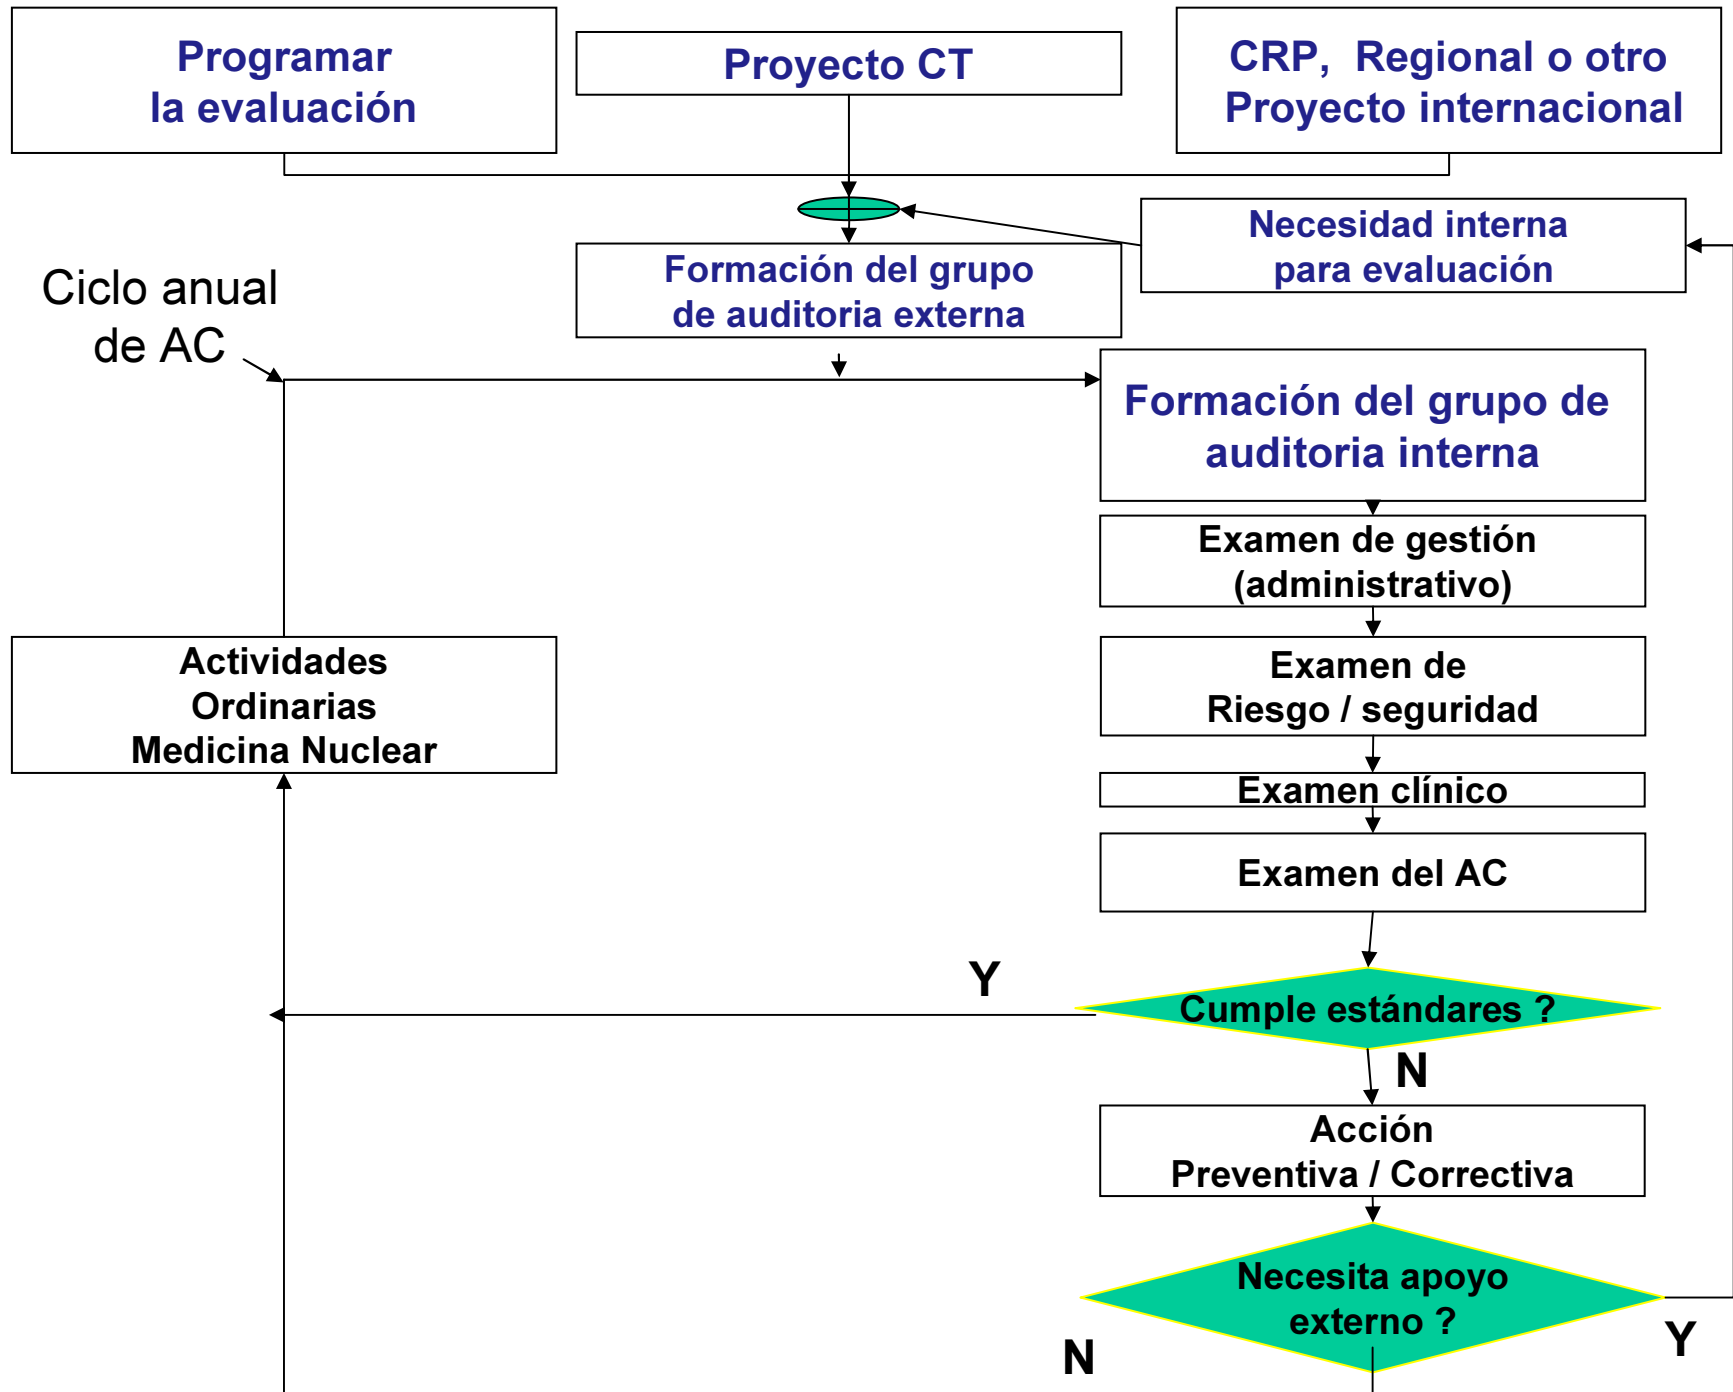 Programar
la evaluación
Proyecto CT
CRP, Regional o otro
Proyecto internacional
Necesidad interna
para evaluación
Formación del grupo
de auditoria externa
Ciclo anual
de AC
Formación del grupo de
auditoria interna
Examen de gestión
(administrativo)
Examen de
Riesgo / seguridad
Actividades
Ordinarias
Medicina Nuclear
Examen clínico
Examen del AC
Y
Cumple estándares ?
N
Acción
Preventiva / Correctiva
Necesita apoyo
externo ?
N
Y